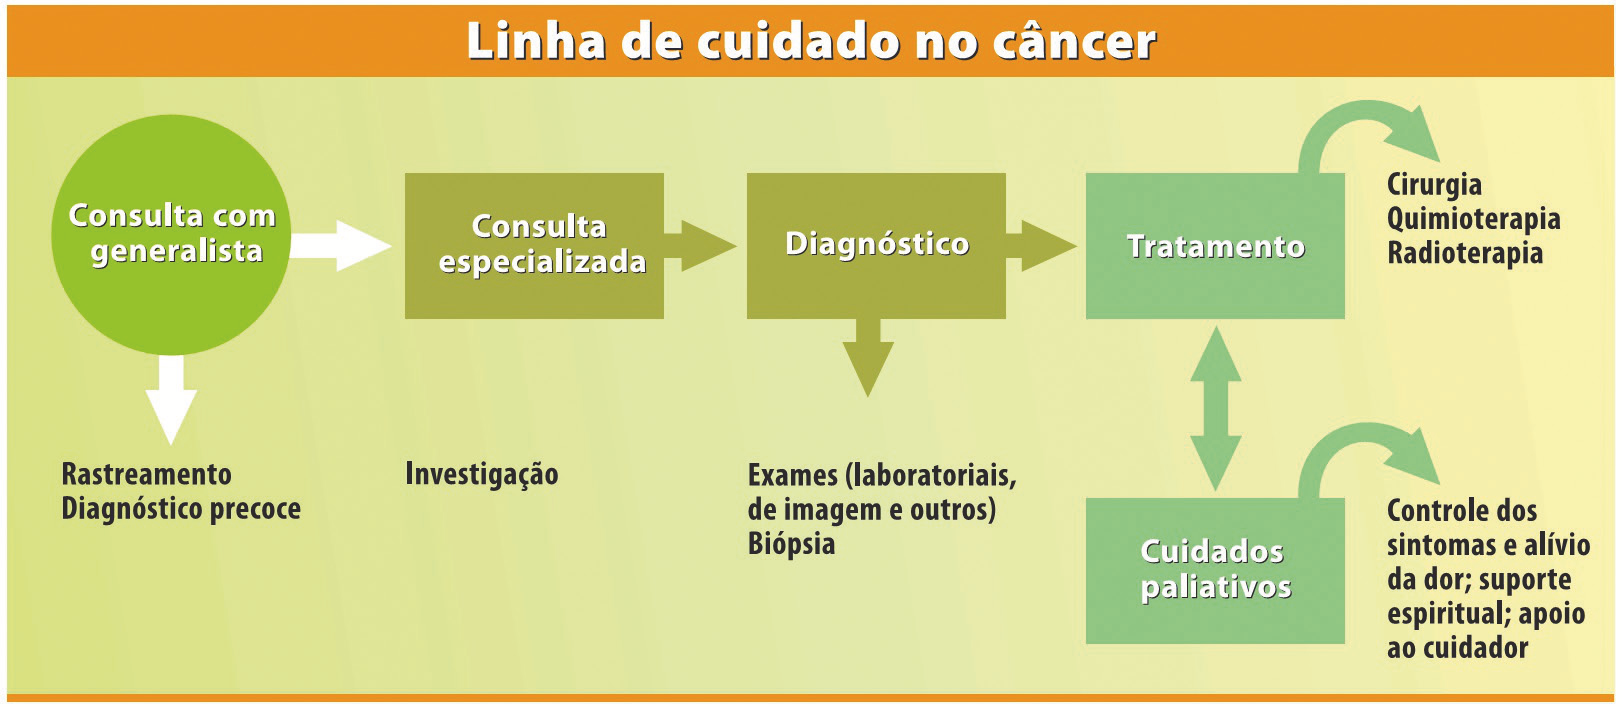 Linha de cuidado no câncer
Consulta com
generalista
Consulta
especializada
Diagnóstico
Tratamento
Cirurgia
Quimioterapia
Radioterapia
Rastreamento
Diagnóstico precoce
Investigação
Exames (laboratoriais,
de imagem e outros)
Biópsia
Cuidados
paliativos
Controle dos
sintomas e alívio
da dor; suporte
espiritual; apoio
ao cuidador